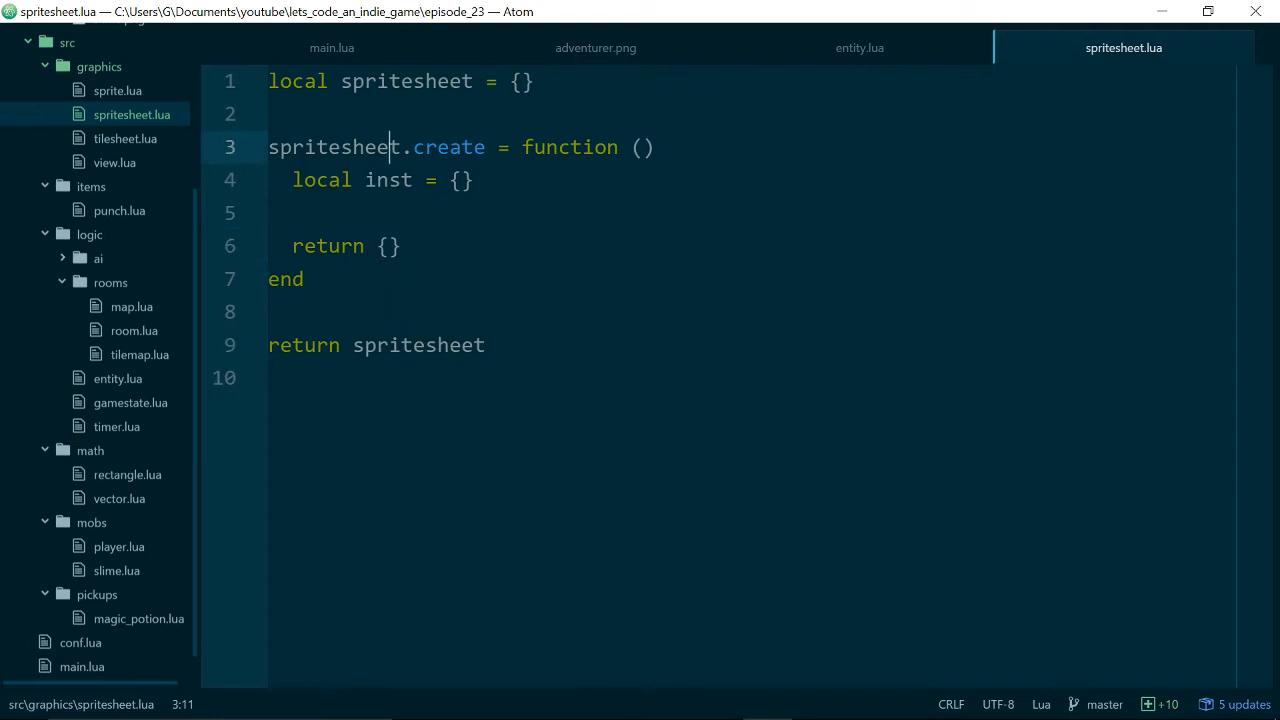 spritesheet.lua — C:\Users\G\Documents\youtube\lets_code_an_indie_game\episode_23 — Atom
src
graphics
sprite.lua
spritesheet.lua
tilesheet.lua
view.lua
items
punch.lua
logic
ai
rooms
map.lua
room.lua
tilemap.lua
entity.lua
gamestate.lua
timer.lua
math
rectangle.lua
vector.lua
mobs
player.lua
slime.lua
pickups
magic_potion.lua
conf.lua
main.lua
main.lua adventurer.png entity.lua spritesheet.lua
1 local spritesheet = {}
2
3 spritesheet.create = function ()
4 local inst = {}
5
6 return {}
7 end
8
9 return spritesheet
10
src\graphics\spritesheet.lua 3:11 CRLF UTF-8 Lua master +10 5 updates